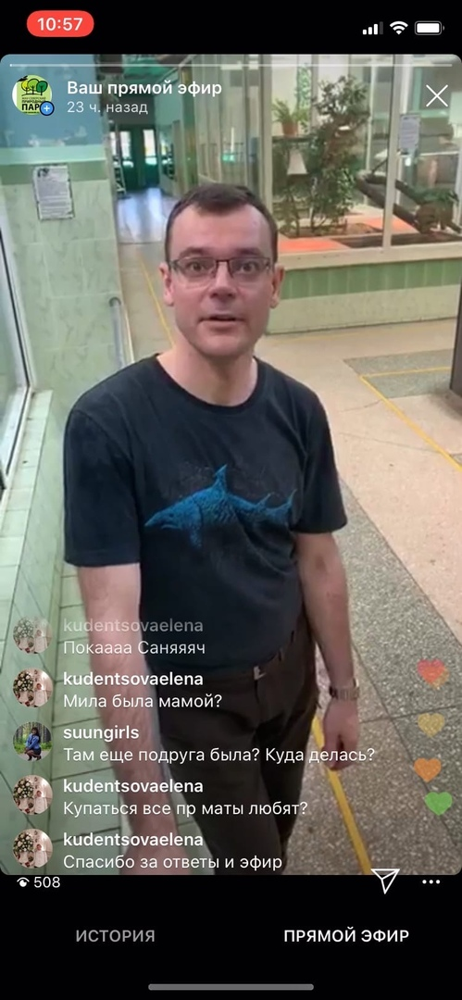 10:57
ПАР
Ваш прямой эфир
23 ч. назад
kudentsovaelena
Покаааа Саняяяч
kudentsovaelena
Мила была мамой?
suungirls
Там еще подруга была? Куда делась?
kudentsovaelena
Купаться все пр маты любят?
kudentsovaelena
Спасибо за ответы и эфир
508
ИСТОРИЯ
ПРЯМОЙ ЭФИР